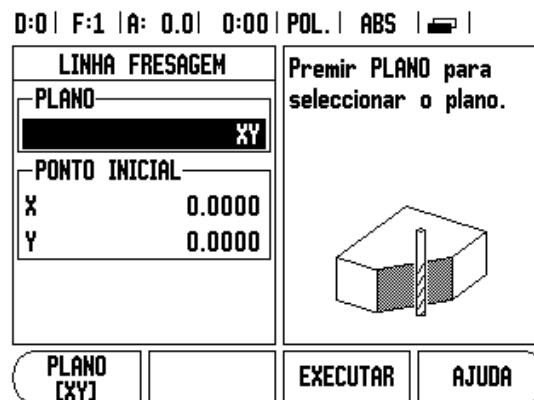 D:0 | F:1 | A: 0.0 | 0:00 | POL. | ABS |
LINHA FRESAGEM
PLANO
XY
PONTO INICIAL
X 0.0000
Y 0.0000
Premir PLANO para
seleccionar o plano.
PLANO
[XY]
EXECUTAR
AJUDA